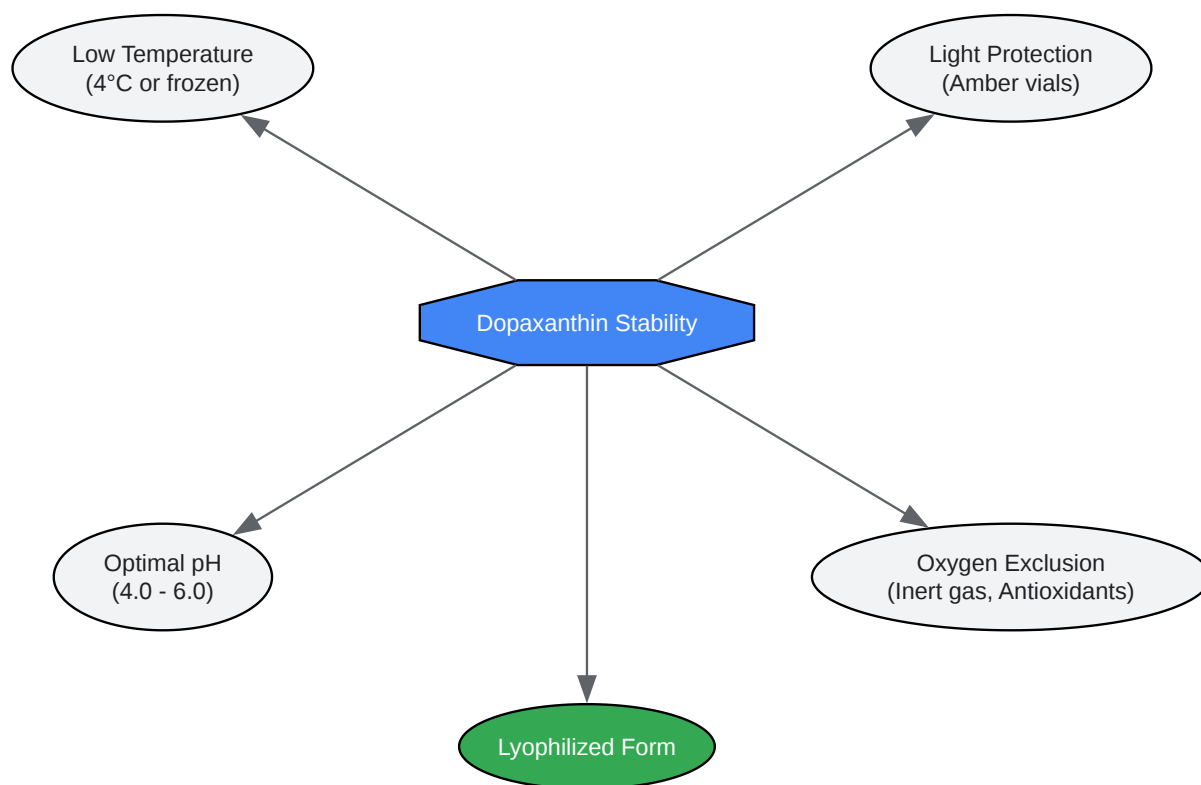 Low Temperature
(4°C or frozen)
Light Protection
(Amber vials)
Dopaxanthin Stability
Optimal pH
(4.0 - 6.0)
Oxygen Exclusion
(Inert gas, Antioxidants)
Lyophilized Form